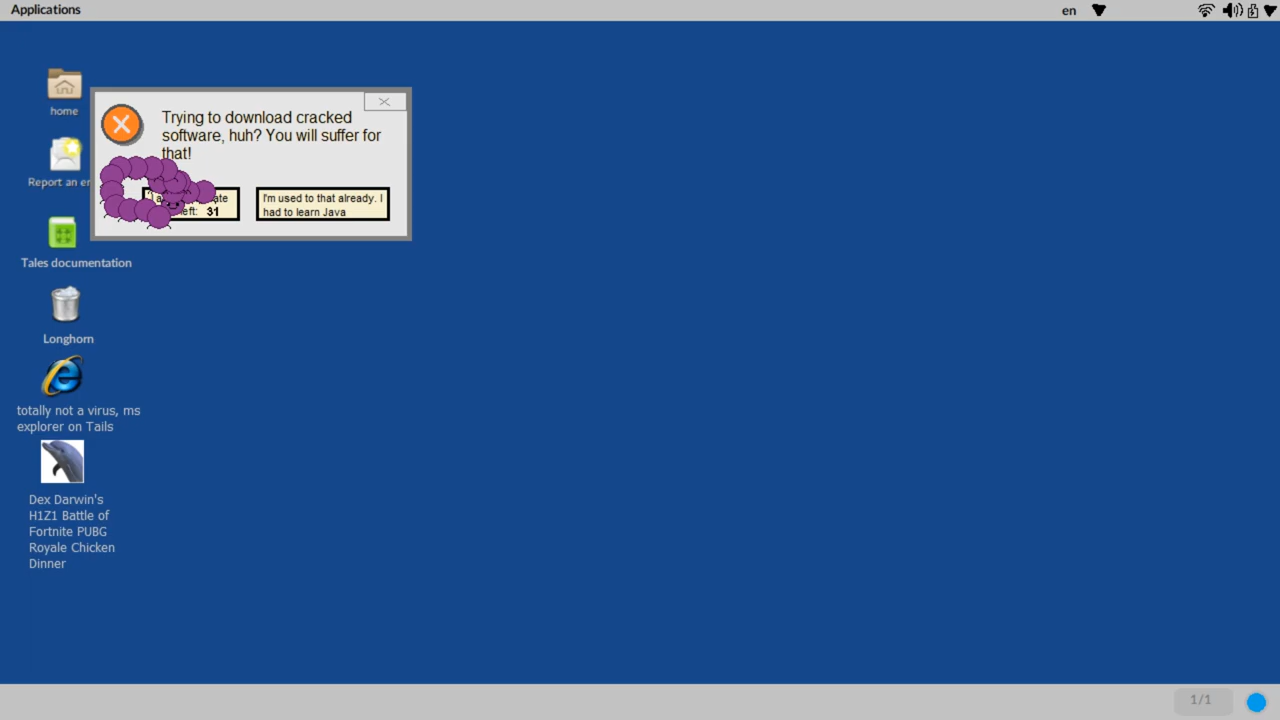 Applications
en
home
Trying to download cracked
software, huh? You will suffer for
that!
Report an
left: 31
I'm used to that already. I
had to learn Java
Tales documentation
Longhorn
totally not a virus, ms
explorer on Tails
Dex Darwin's
H1Z1 Battle of
Fortnite PUBG
Royale Chicken
Dinner
1/1